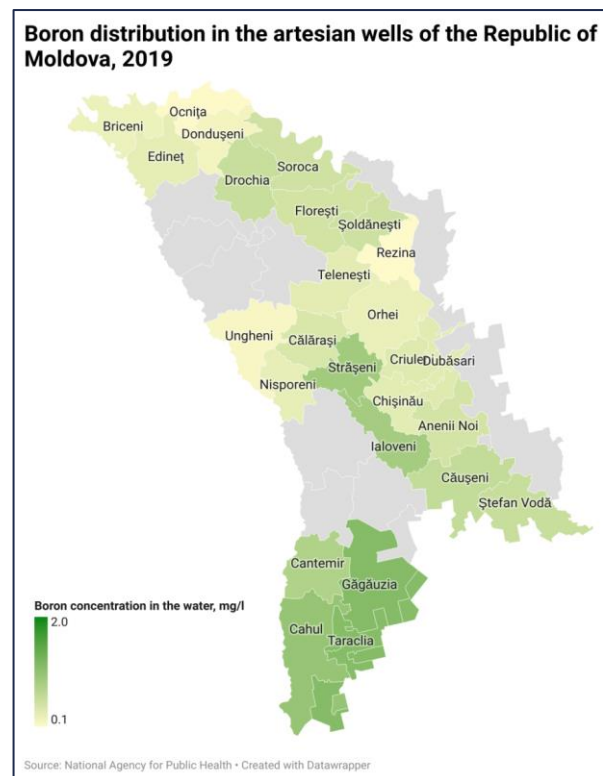 Boron distribution in the artesian wells of the Republic of
Moldova, 2019
Ocnița
Briceni
Dondușeni
Edineț
Soroca
Drochia
Florești
Șoldănești
Rezina
Telenești
Orhei
Ungheni
Călărași
Criulei
Dubăsari
Strășeni
Nisporeni
Chișinău
Anenii Noi
Ialoveni
Căușeni
Ștefan Vodă
Cantemir
Găgăuzia
Boron concentration in the water, mg/l
2.0
Cahul
Taraclia
0.1
Source: National Agency for Public Health • Created with Datawrapper